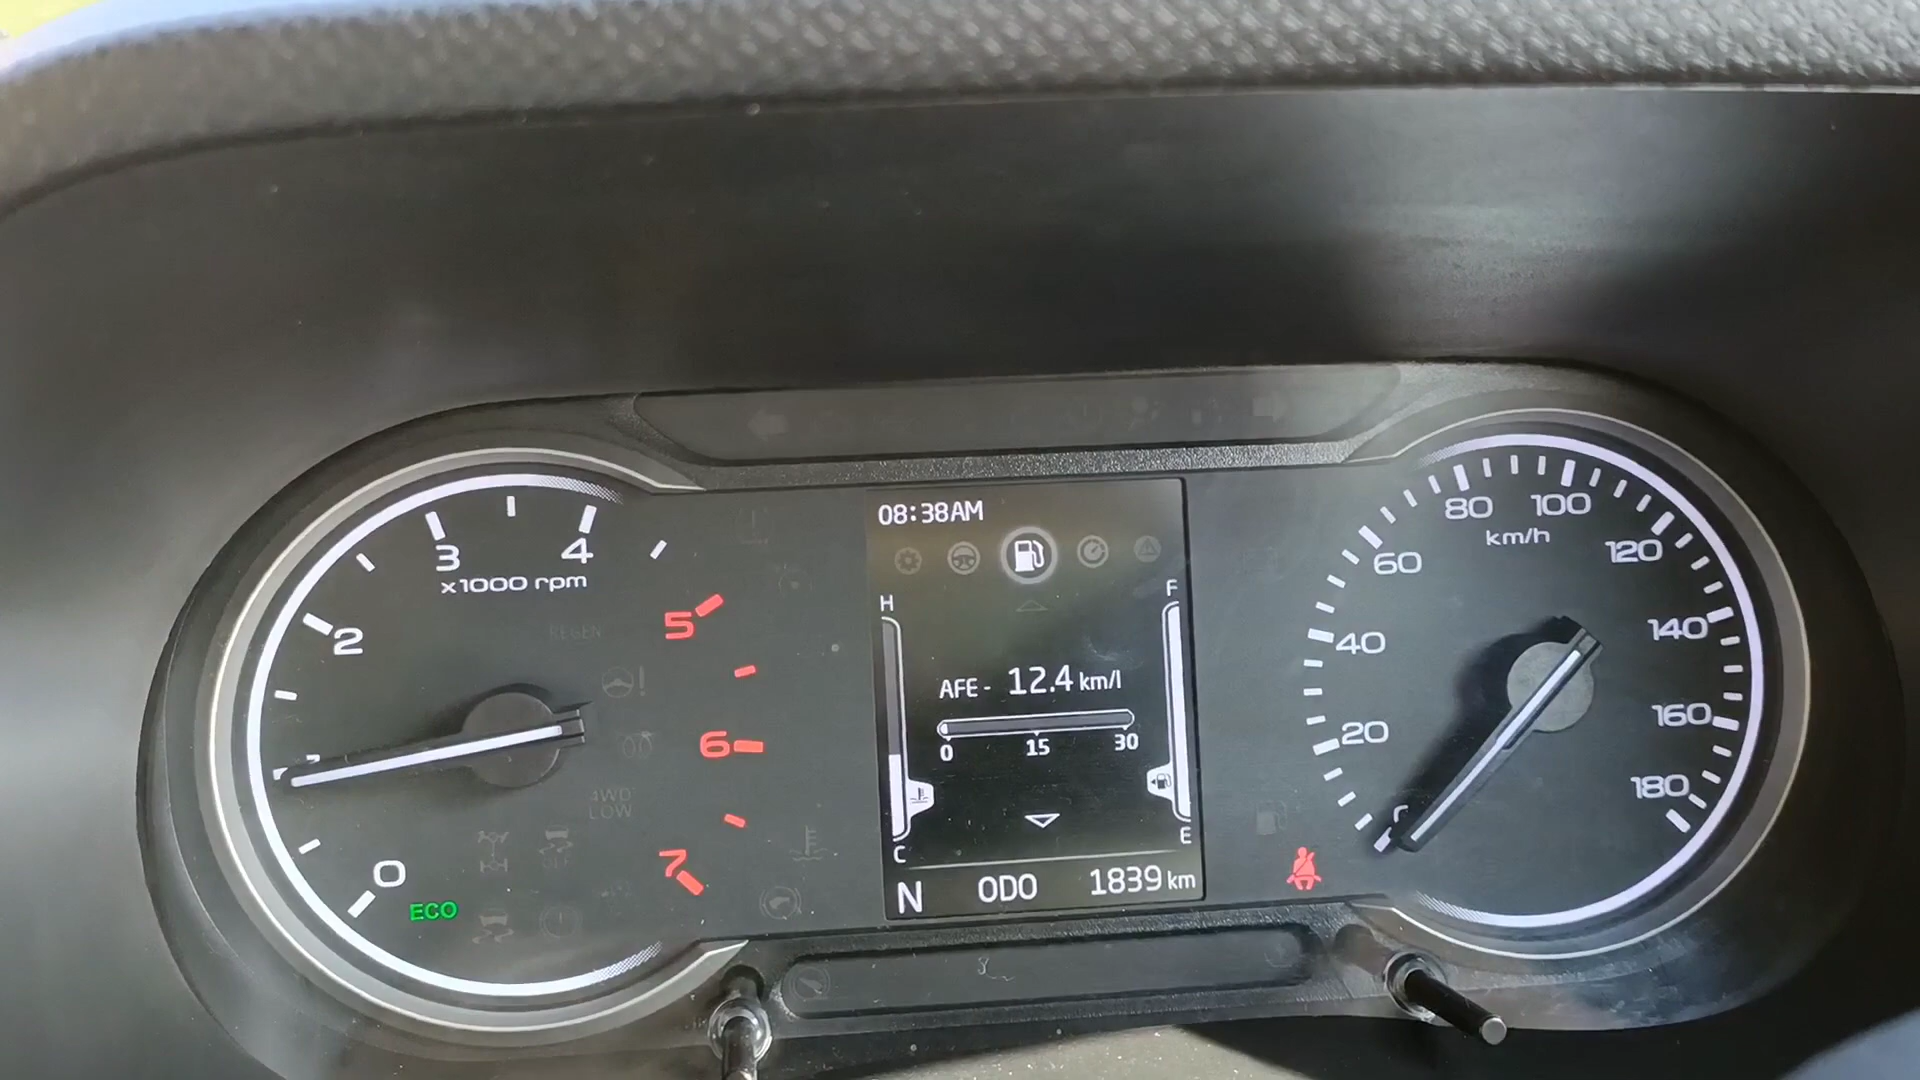 08:38AM
H
F
AFE - 12.4 km/l
0 15 30
C
E
N ODO 1839 km
0
2
3
4
5
6
7
x1000 rpm
REGEN
4WD
LOW
ECO
20
40
60
80
100
120
140
160
180
km/h